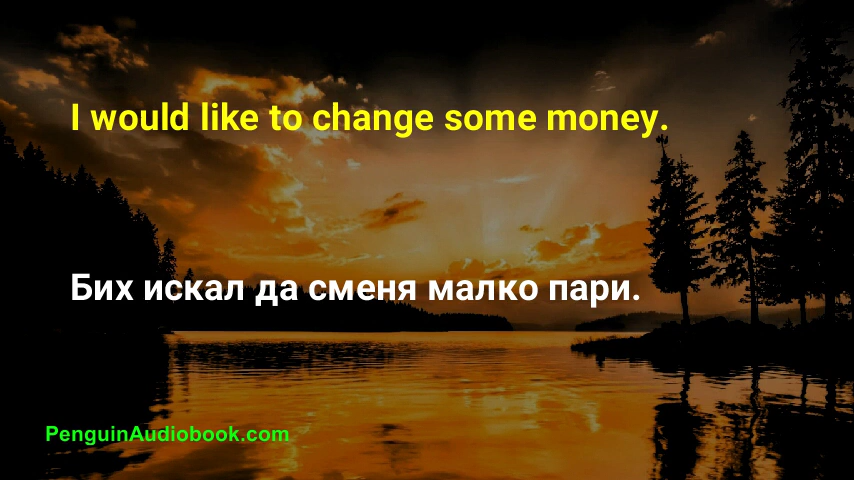 I would like to change some money.
Бих искал да сменя малко пари.
PenguinAudiobook.com